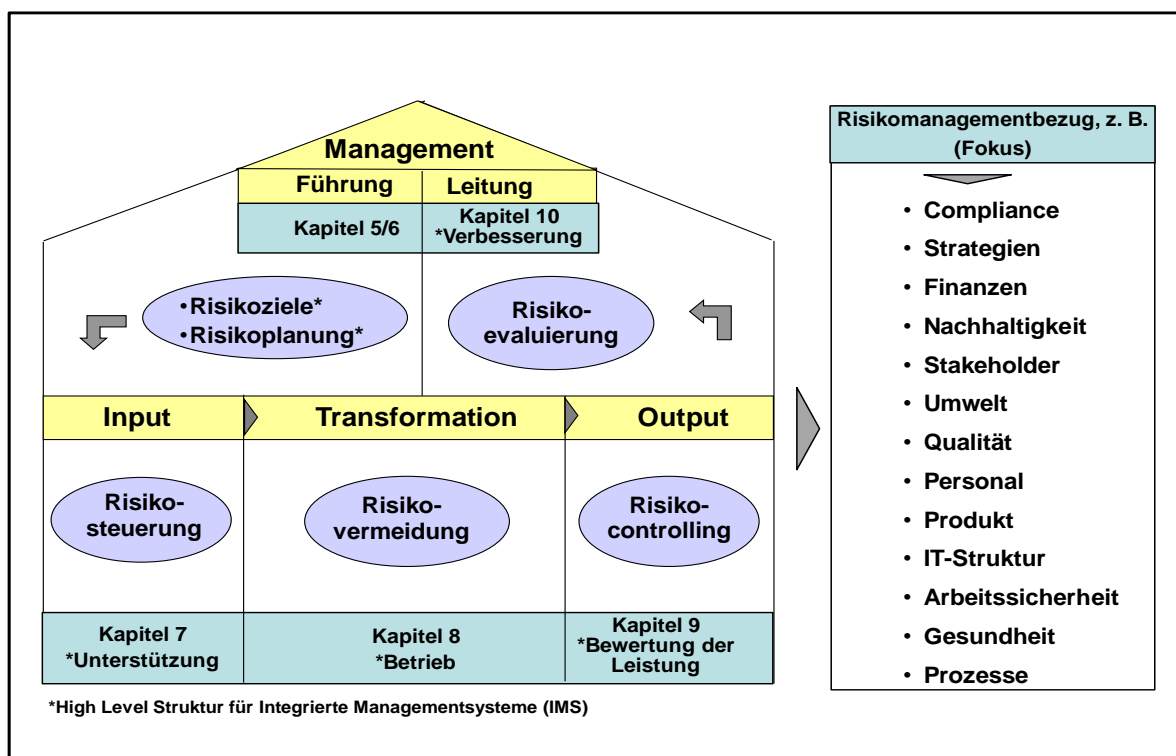 Management
Führung
Leitung
Kapitel 5/6
Kapitel 10
*Verbesserung
•Risikoziele*
•Risikoplanung*
Risiko-
evaluierung
Input
Transformation
Output
Risiko-
steuerung
Risiko-
vermeidung
Risiko-
controlling
Kapitel 7
*Unterstützung
Kapitel 8
*Betrieb
Kapitel 9
*Bewertung der
Leistung
*High Level Struktur für Integrierte Managementsysteme (IMS)
Risikomanagementbezug, z. B.
(Fokus)
• Compliance
• Strategien
• Finanzen
• Nachhaltigkeit
• Stakeholder
• Umwelt
• Qualität
• Personal
• Produkt
• IT-Struktur
• Arbeitssicherheit
• Gesundheit
• Prozesse